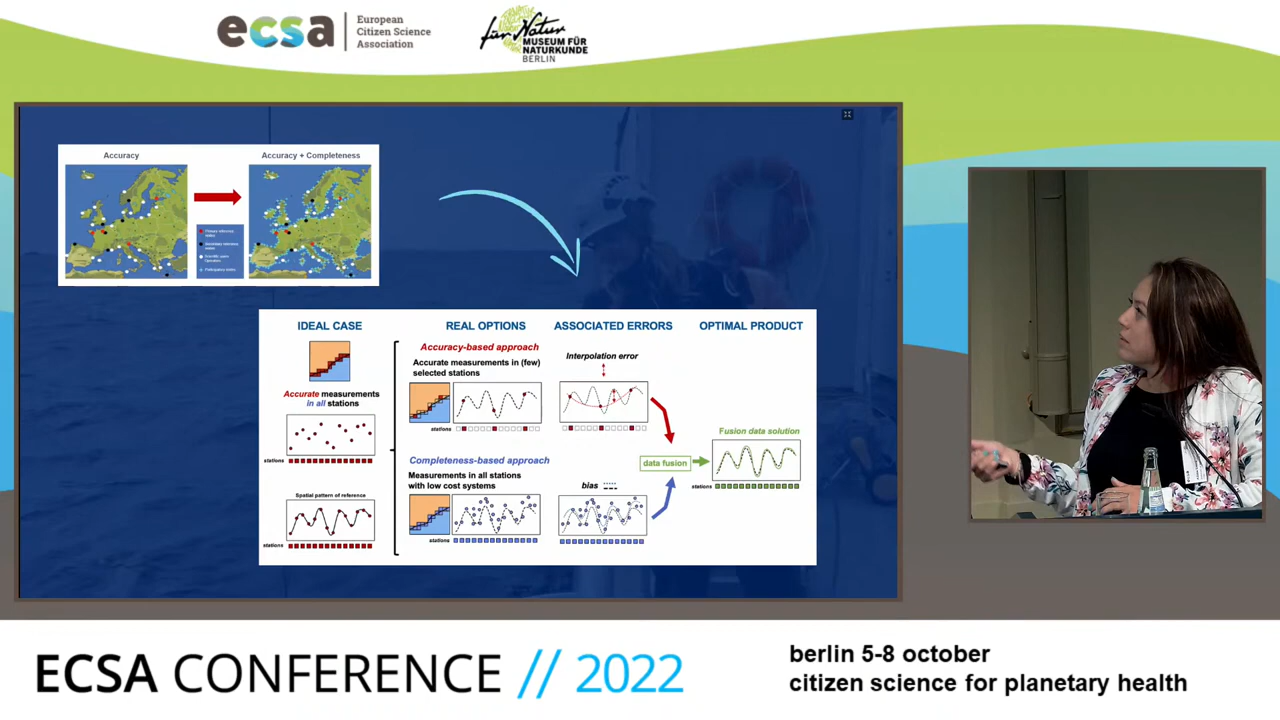 ecsa
European
Citizen Science
Association
für Natur
MUSEUM FÜR
NATURKUNDE
BERLIN
Accuracy
Accuracy + Completeness
IDEAL CASE
REAL OPTIONS
ASSOCIATED ERRORS
OPTIMAL PRODUCT
Accurate measurements
in all stations
stations
Spatial pattern of reference
stations
Accuracy-based approach
Accurate measurements in (few)
selected stations
stations
Completeness-based approach
Measurements in all stations
with low cost systems
stations
Interpolation error
bias
data fusion
Fusion data solution
stations
ECSA CONFERENCE // 2022
berlin 5-8 october
citizen science for planetary health